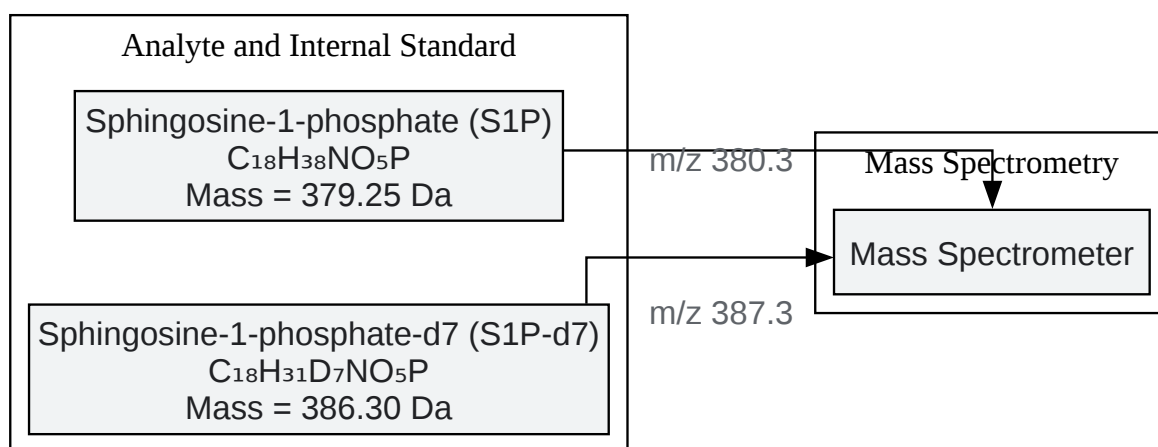 Analyte and Internal Standard
Sphingosine-1-phosphate (S1P)
C₁₈H₃₈NO₅P
Mass = 379.25 Da
m/z 380.3
Mass Spectrometry
Mass Spectrometer
m/z 387.3
Sphingosine-1-phosphate-d7 (S1P-d7)
C₁₈H₃₁D₇NO₅P
Mass = 386.30 Da